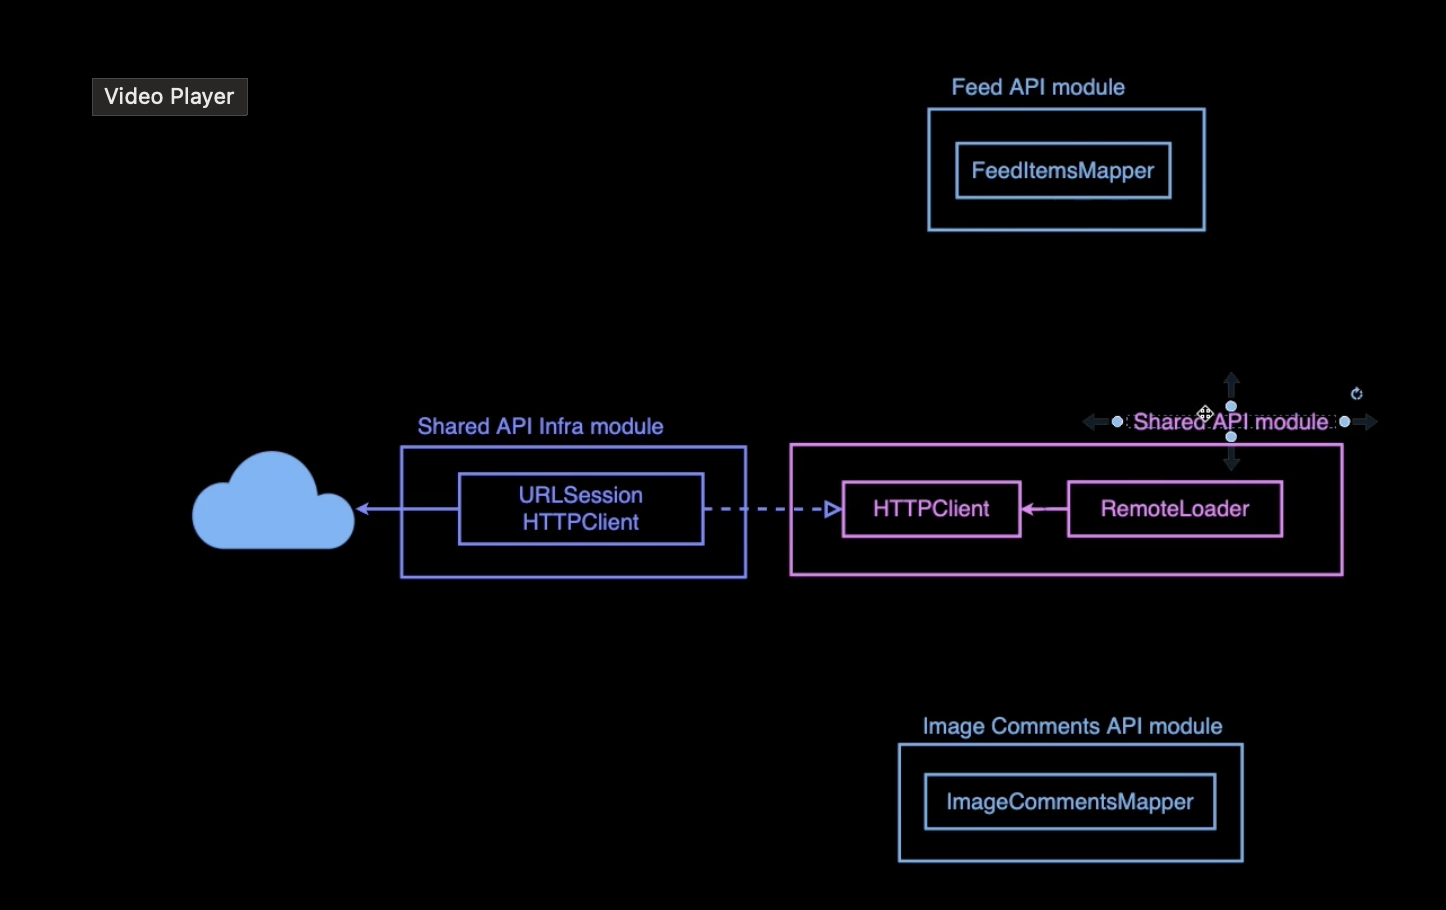 Video Player
Feed API module
FeedItemsMapper
Shared API Infra module
URLSession
HTTPClient
Shared API module
HTTPClient
RemoteLoader
Image Comments API module
ImageCommentsMapper